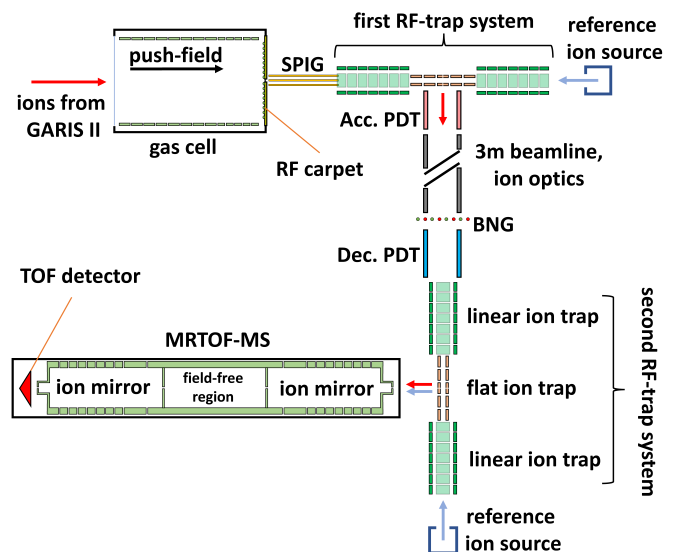 first RF-trap system
reference
ion source
push-field
SPIG
ions from
GARIS II
gas cell
RF carpet
Acc. PDT
3m beamline,
ion optics
BNG
Dec. PDT
TOF detector
MRTOF-MS
ion mirror
field-free
region
ion mirror
linear ion trap
flat ion trap
linear ion trap
second RF-trap system
reference
ion source